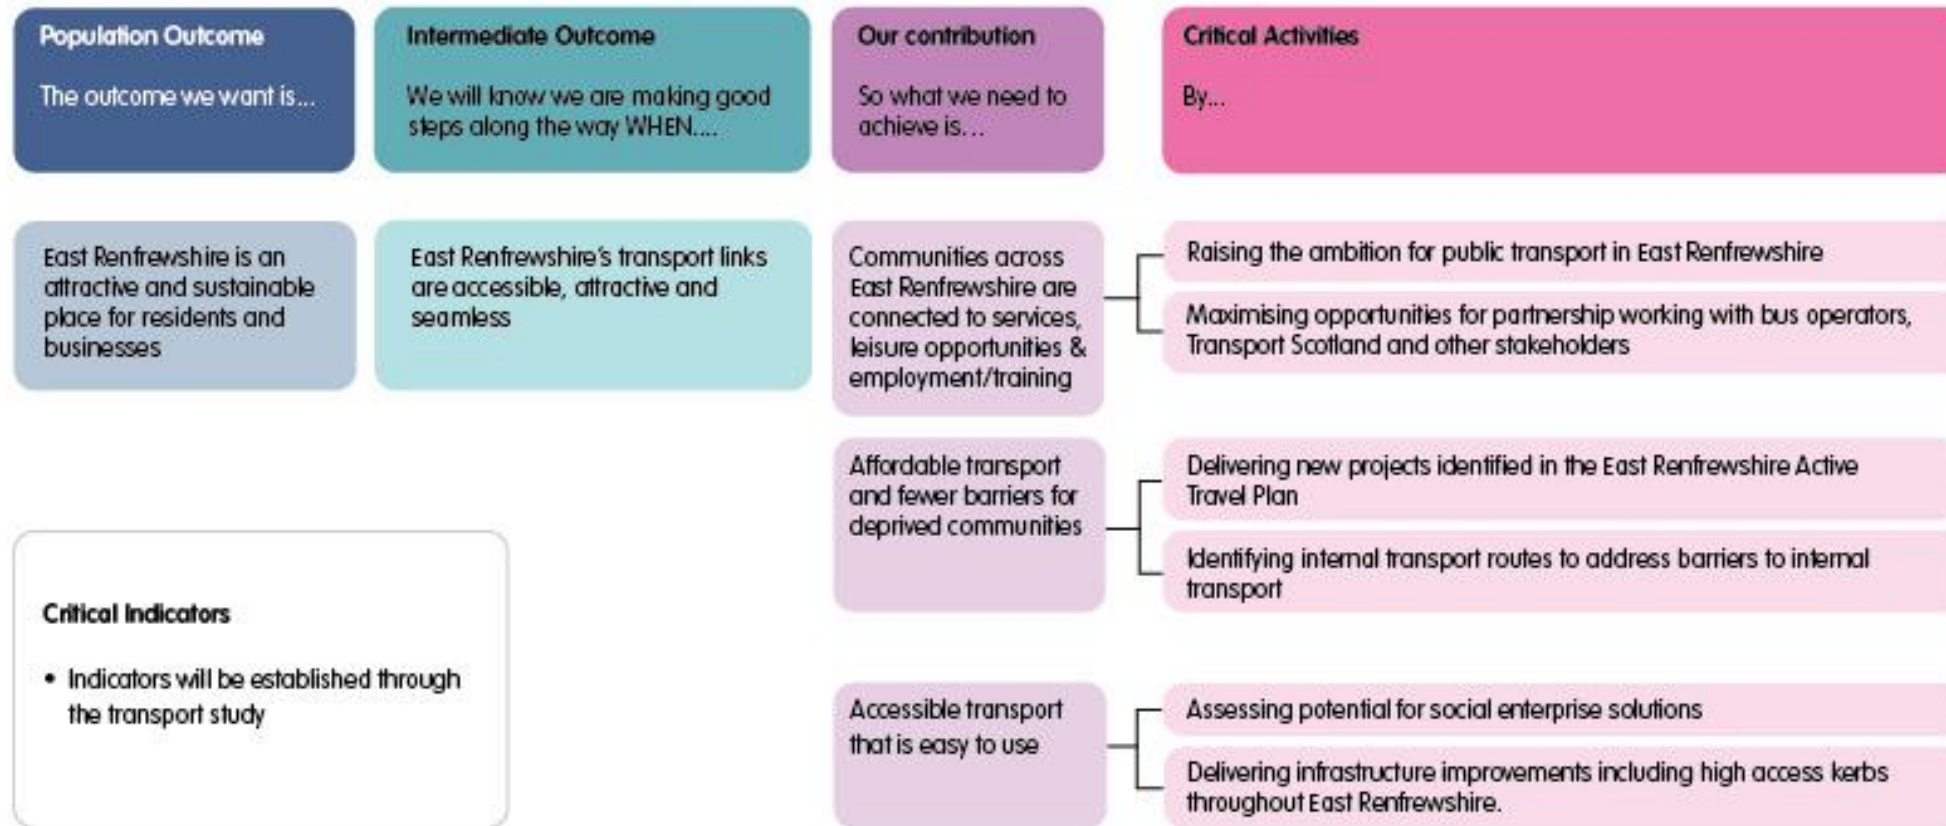 Population Outcome
The outcome we want is...
Intermediate Outcome
We will know we are making good
steps along the way WHEN....
Our contribution
So what we need to
achieve is...
Critical Activities
By...
East Renfrewshire is an
attractive and sustainable
place for residents and
businesses
East Renfrewshire's transport links
are accessible, attractive and
seamless
Communities across
East Renfrewshire are
connected to services,
leisure opportunities &
employment/training
Raising the ambition for public transport in East Renfrewshire
Maximising opportunities for partnership working with bus operators,
Transport Scotland and other stakeholders
Affordable transport
and fewer barriers for
deprived communities
Delivering new projects identified in the East Renfrewshire Active
Travel Plan
Identifying internal transport routes to address barriers to internal
transport
Critical Indicators
• Indicators will be established through
the transport study
Accessible transport
that is easy to use
Assessing potential for social enterprise solutions
Delivering infrastructure improvements including high access kerbs
throughout East Renfrewshire.